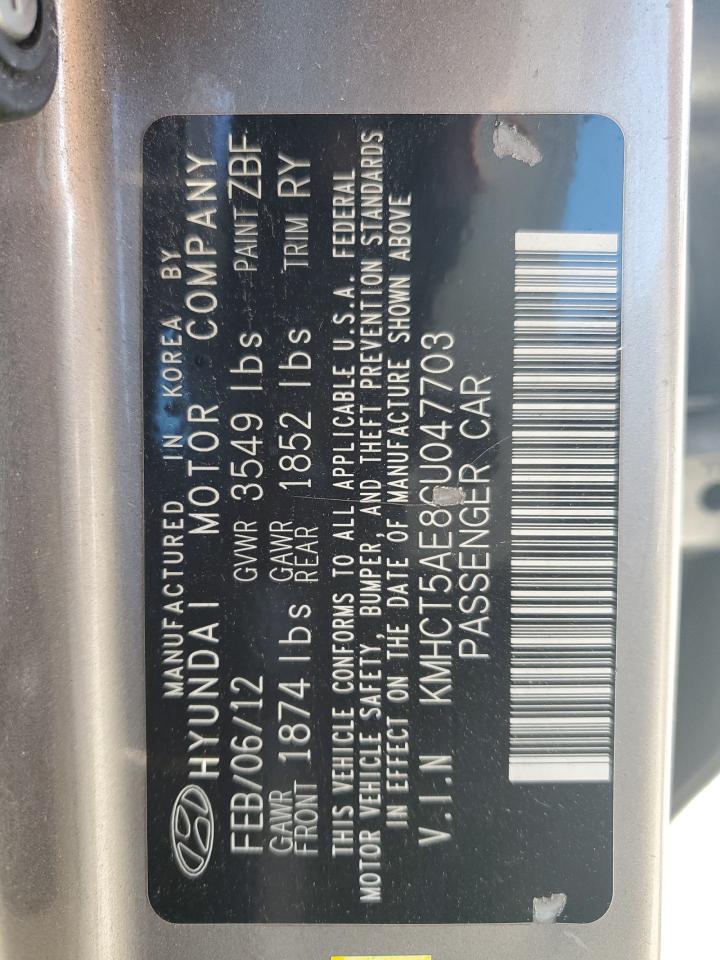 MANUFACTURED IN KOREA BY
HYUNDAI MOTOR COMPANY
FEB/06/12 GVWR 3549 lbs PAINT ZBF
GAWR FRONT 1874 lbs GAWR REAR 1852 lbs TRIM RY
THIS VEHICLE CONFORMS TO ALL APPLICABLE U.S.A. FEDERAL
MOTOR VEHICLE SAFETY, BUMPER, AND THEFT PREVENTION STANDARDS
IN EFFECT ON THE DATE OF MANUFACTURE SHOWN ABOVE
V.I.N KMHCT5AE8CU047703
PASSENGER CAR